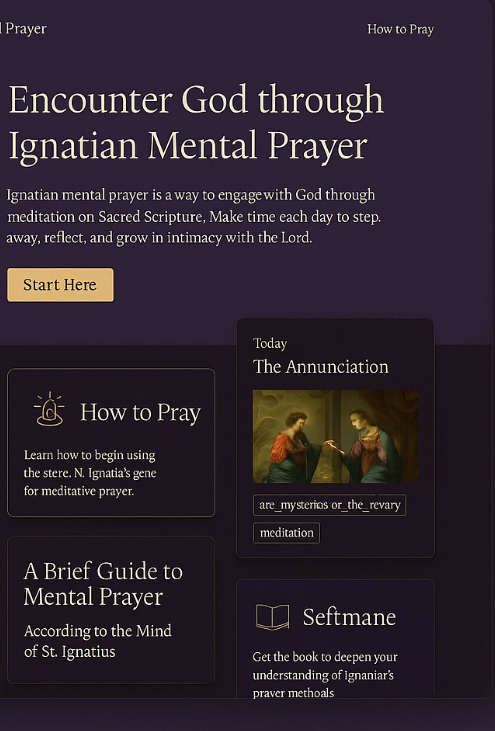 l Prayer
How to Pray
Encounter God through
Ignatian Mental Prayer
Ignatian mental prayer is a way to engage with God through
meditation on Sacred Scripture, Make time each day to step.
away, reflect, and grow in intimacy with the Lord.
Start Here
Today
The Annunciation
are_mysterios or_the_revary
meditation
How to Pray
Learn how to begin using
the stere. N. Ignatia's gene
for meditative prayer.
A Brief Guide to
Mental Prayer
According to the Mind
of St. Ignatius
Seftmane
Get the book to deepen your
understanding of Ignaniar's
prayer methoals